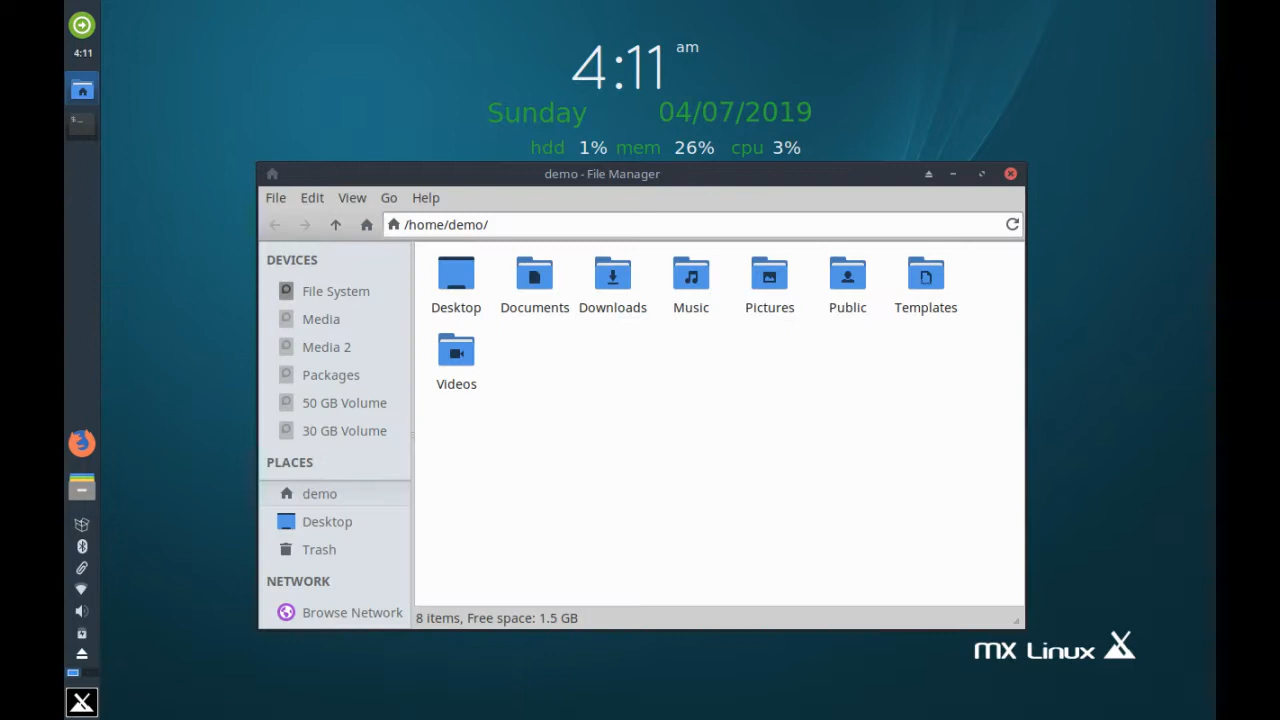 4:11
$_
4:11 am
Sunday 04/07/2019
hdd 1% mem 26% cpu 3%
demo - File Manager
File Edit View Go Help
/home/demo/
DEVICES
File System
Media
Media 2
Packages
50 GB Volume
30 GB Volume
PLACES
demo
Desktop
Trash
NETWORK
Browse Network
Desktop Documents Downloads Music Pictures Public Templates
Videos
8 items, Free space: 1.5 GB
mx Linux